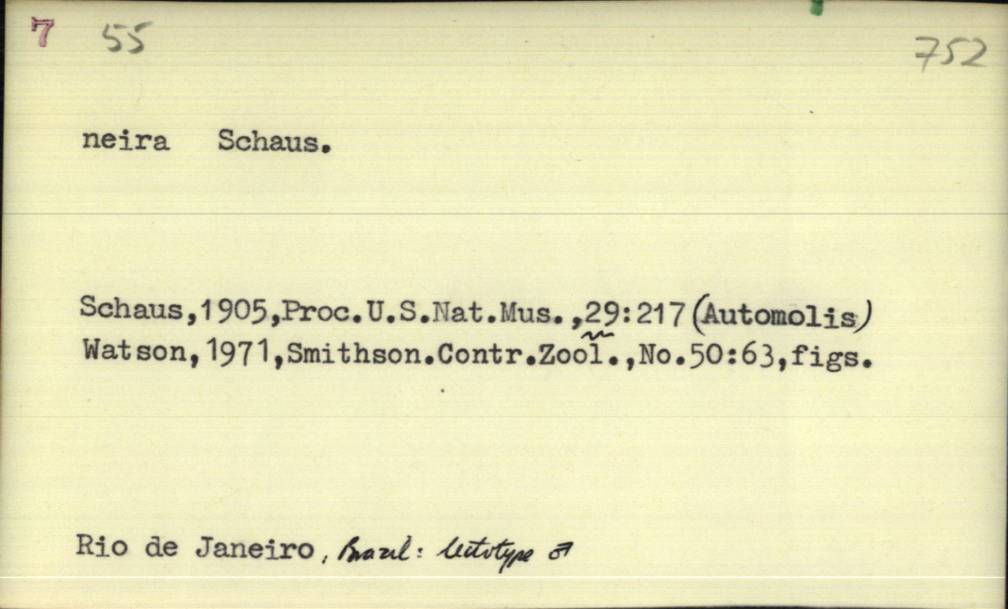 7 55 752
neira Schaus.
Schaus,1905,Proc.U.S.Nat.Mus.,29:217 (Automolis)
Watson,1971,Smithson.Contr.Zool.,No.50:63,figs.
Rio de Janeiro, Brazil: lectotype ♂